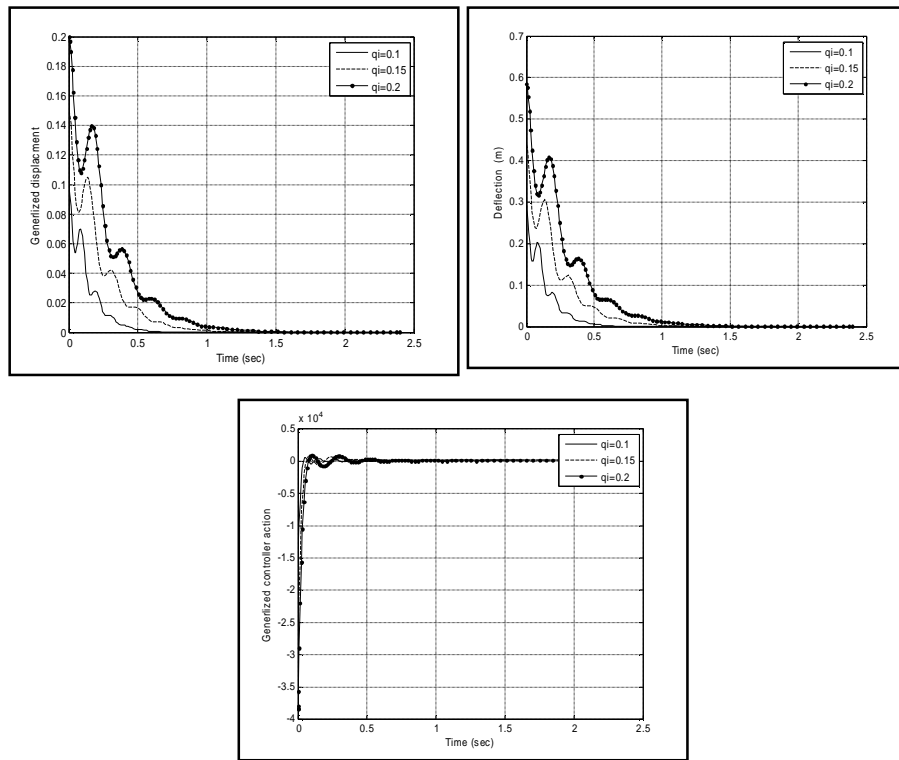 Generlized displacment
0.2
0.18
0.16
0.14
0.12
0.1
0.08
0.06
0.04
0.02
0
0 0.5 1 1.5 2 2.5
Time (sec)
qi=0.1
qi=0.15
qi=0.2
Deflection (m)
0.7
0.6
0.5
0.4
0.3
0.2
0.1
0
0 0.5 1 1.5 2 2.5
Time (sec)
qi=0.1
qi=0.15
qi=0.2
x 10^4
Generlized controller action
0.5
0
-0.5
-1
-1.5
-2
-2.5
-3
-3.5
-4
0 0.5 1 1.5 2 2.5
Time (sec)
qi=0.1
qi=0.15
qi=0.2